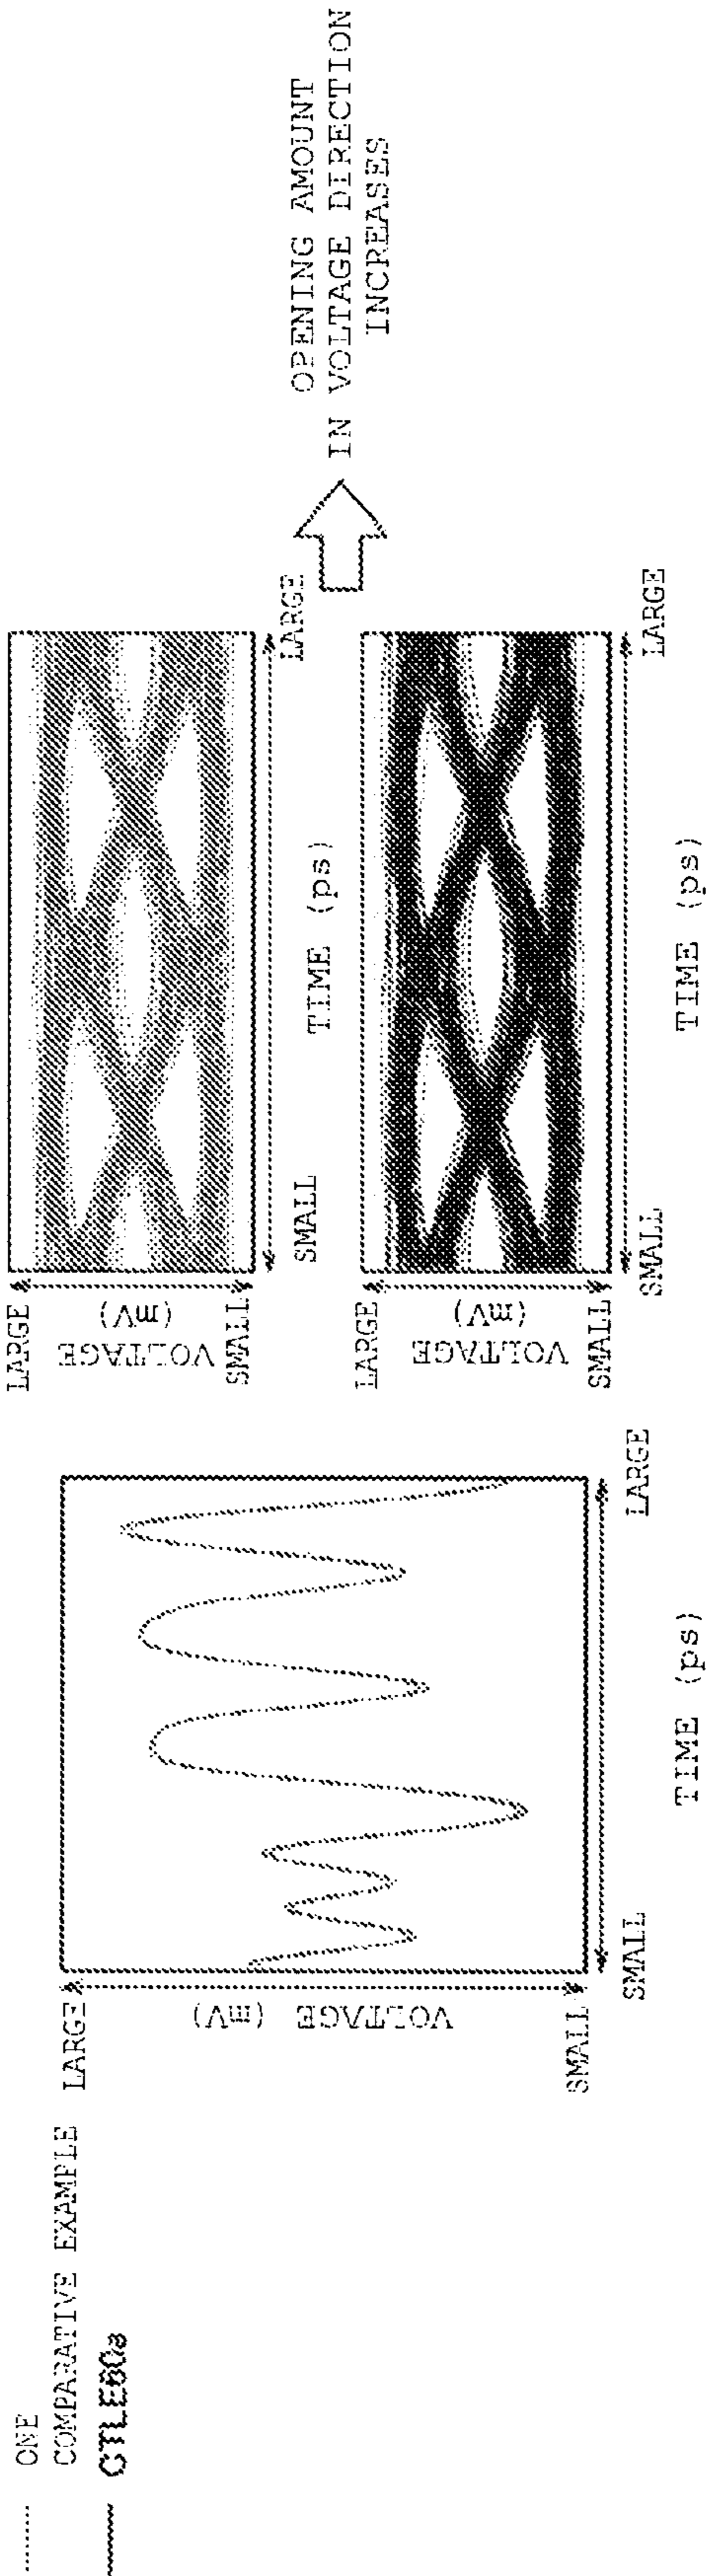 ONE
COMPARATIVE EXAMPLE
CTLE60a
LARGE
VOLTAGE (mV)
SMALL
SMALL
LARGE
TIME (ps)
LARGE
VOLTAGE
(mV)
SMALL
SMALL
LARGE
TIME (ps)
LARGE
VOLTAGE
(mV)
SMALL
SMALL
LARGE
TIME (ps)
OPENING AMOUNT
IN VOLTAGE DIRECTION
INCREASES